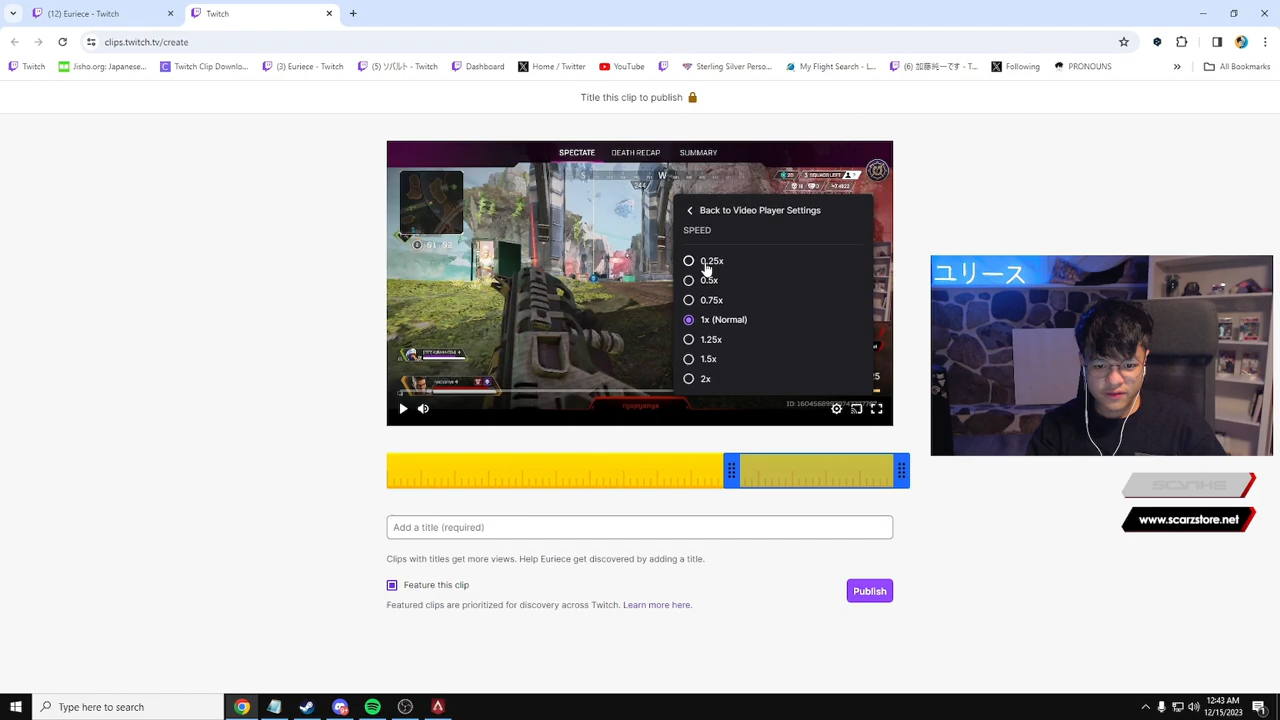 (12) Euriece - Twitch
Twitch
clips.twitch.tv/create
Twitch
Jisho.org: Japanese...
Twitch Clip Downlo...
(3) Euriece - Twitch
(5) ソバルト - Twitch
Dashboard
Home / Twitter
YouTube
Sterling Silver Perso...
My Flight Search - L...
(6) 加藤純一です - T...
Following
PRONOUNS
All Bookmarks
Title this clip to publish
SPECTATE
DEATH RECAP
SUMMARY
S
W
244
SQUADS LEFT
01:02
Back to Video Player Settings
SPEED
0.25x
0.5x
0.75x
1x (Normal)
1.25x
1.5x
2x
ユリース
Add a title (required)
Clips with titles get more views. Help Euriece get discovered by adding a title.
Feature this clip
Featured clips are prioritized for discovery across Twitch. Learn more here.
Publish
www.scarzstore.net
Type here to search
12:43 AM
12/15/2023